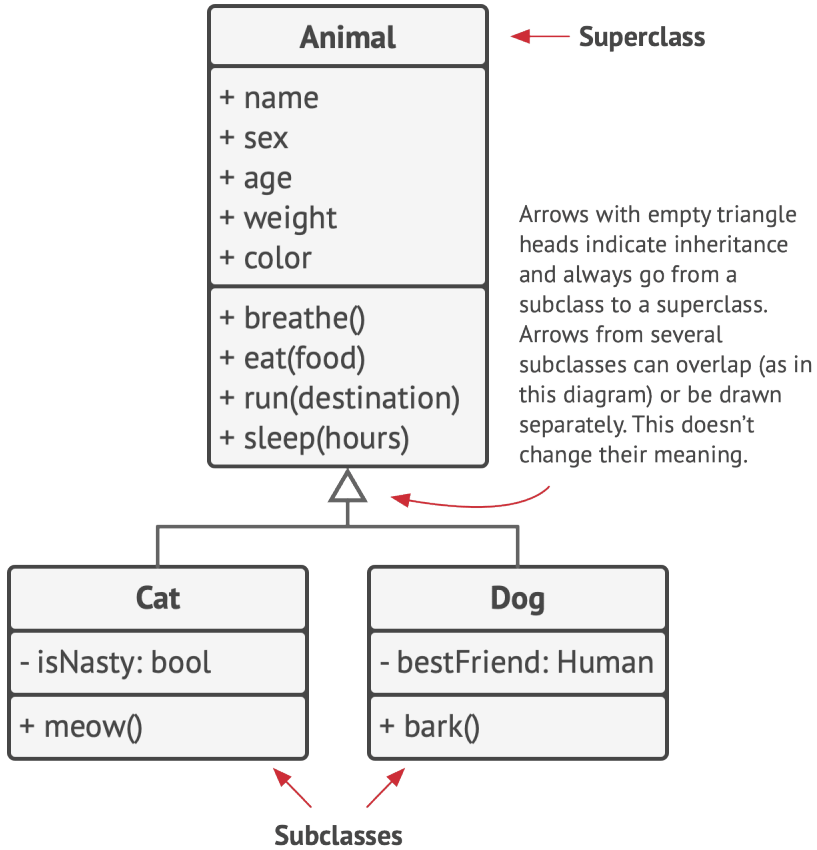 Animal
Superclass
+ name
+ sex
+ age
+ weight
+ color
+ breathe()
+ eat(food)
+ run(destination)
+ sleep(hours)
Arrows with empty triangle
heads indicate inheritance
and always go from a
subclass to a superclass.
Arrows from several
subclasses can overlap (as in
this diagram) or be drawn
separately. This doesn’t
change their meaning.
Cat
- isNasty: bool
+ meow()
Dog
- bestFriend: Human
+ bark()
Subclasses